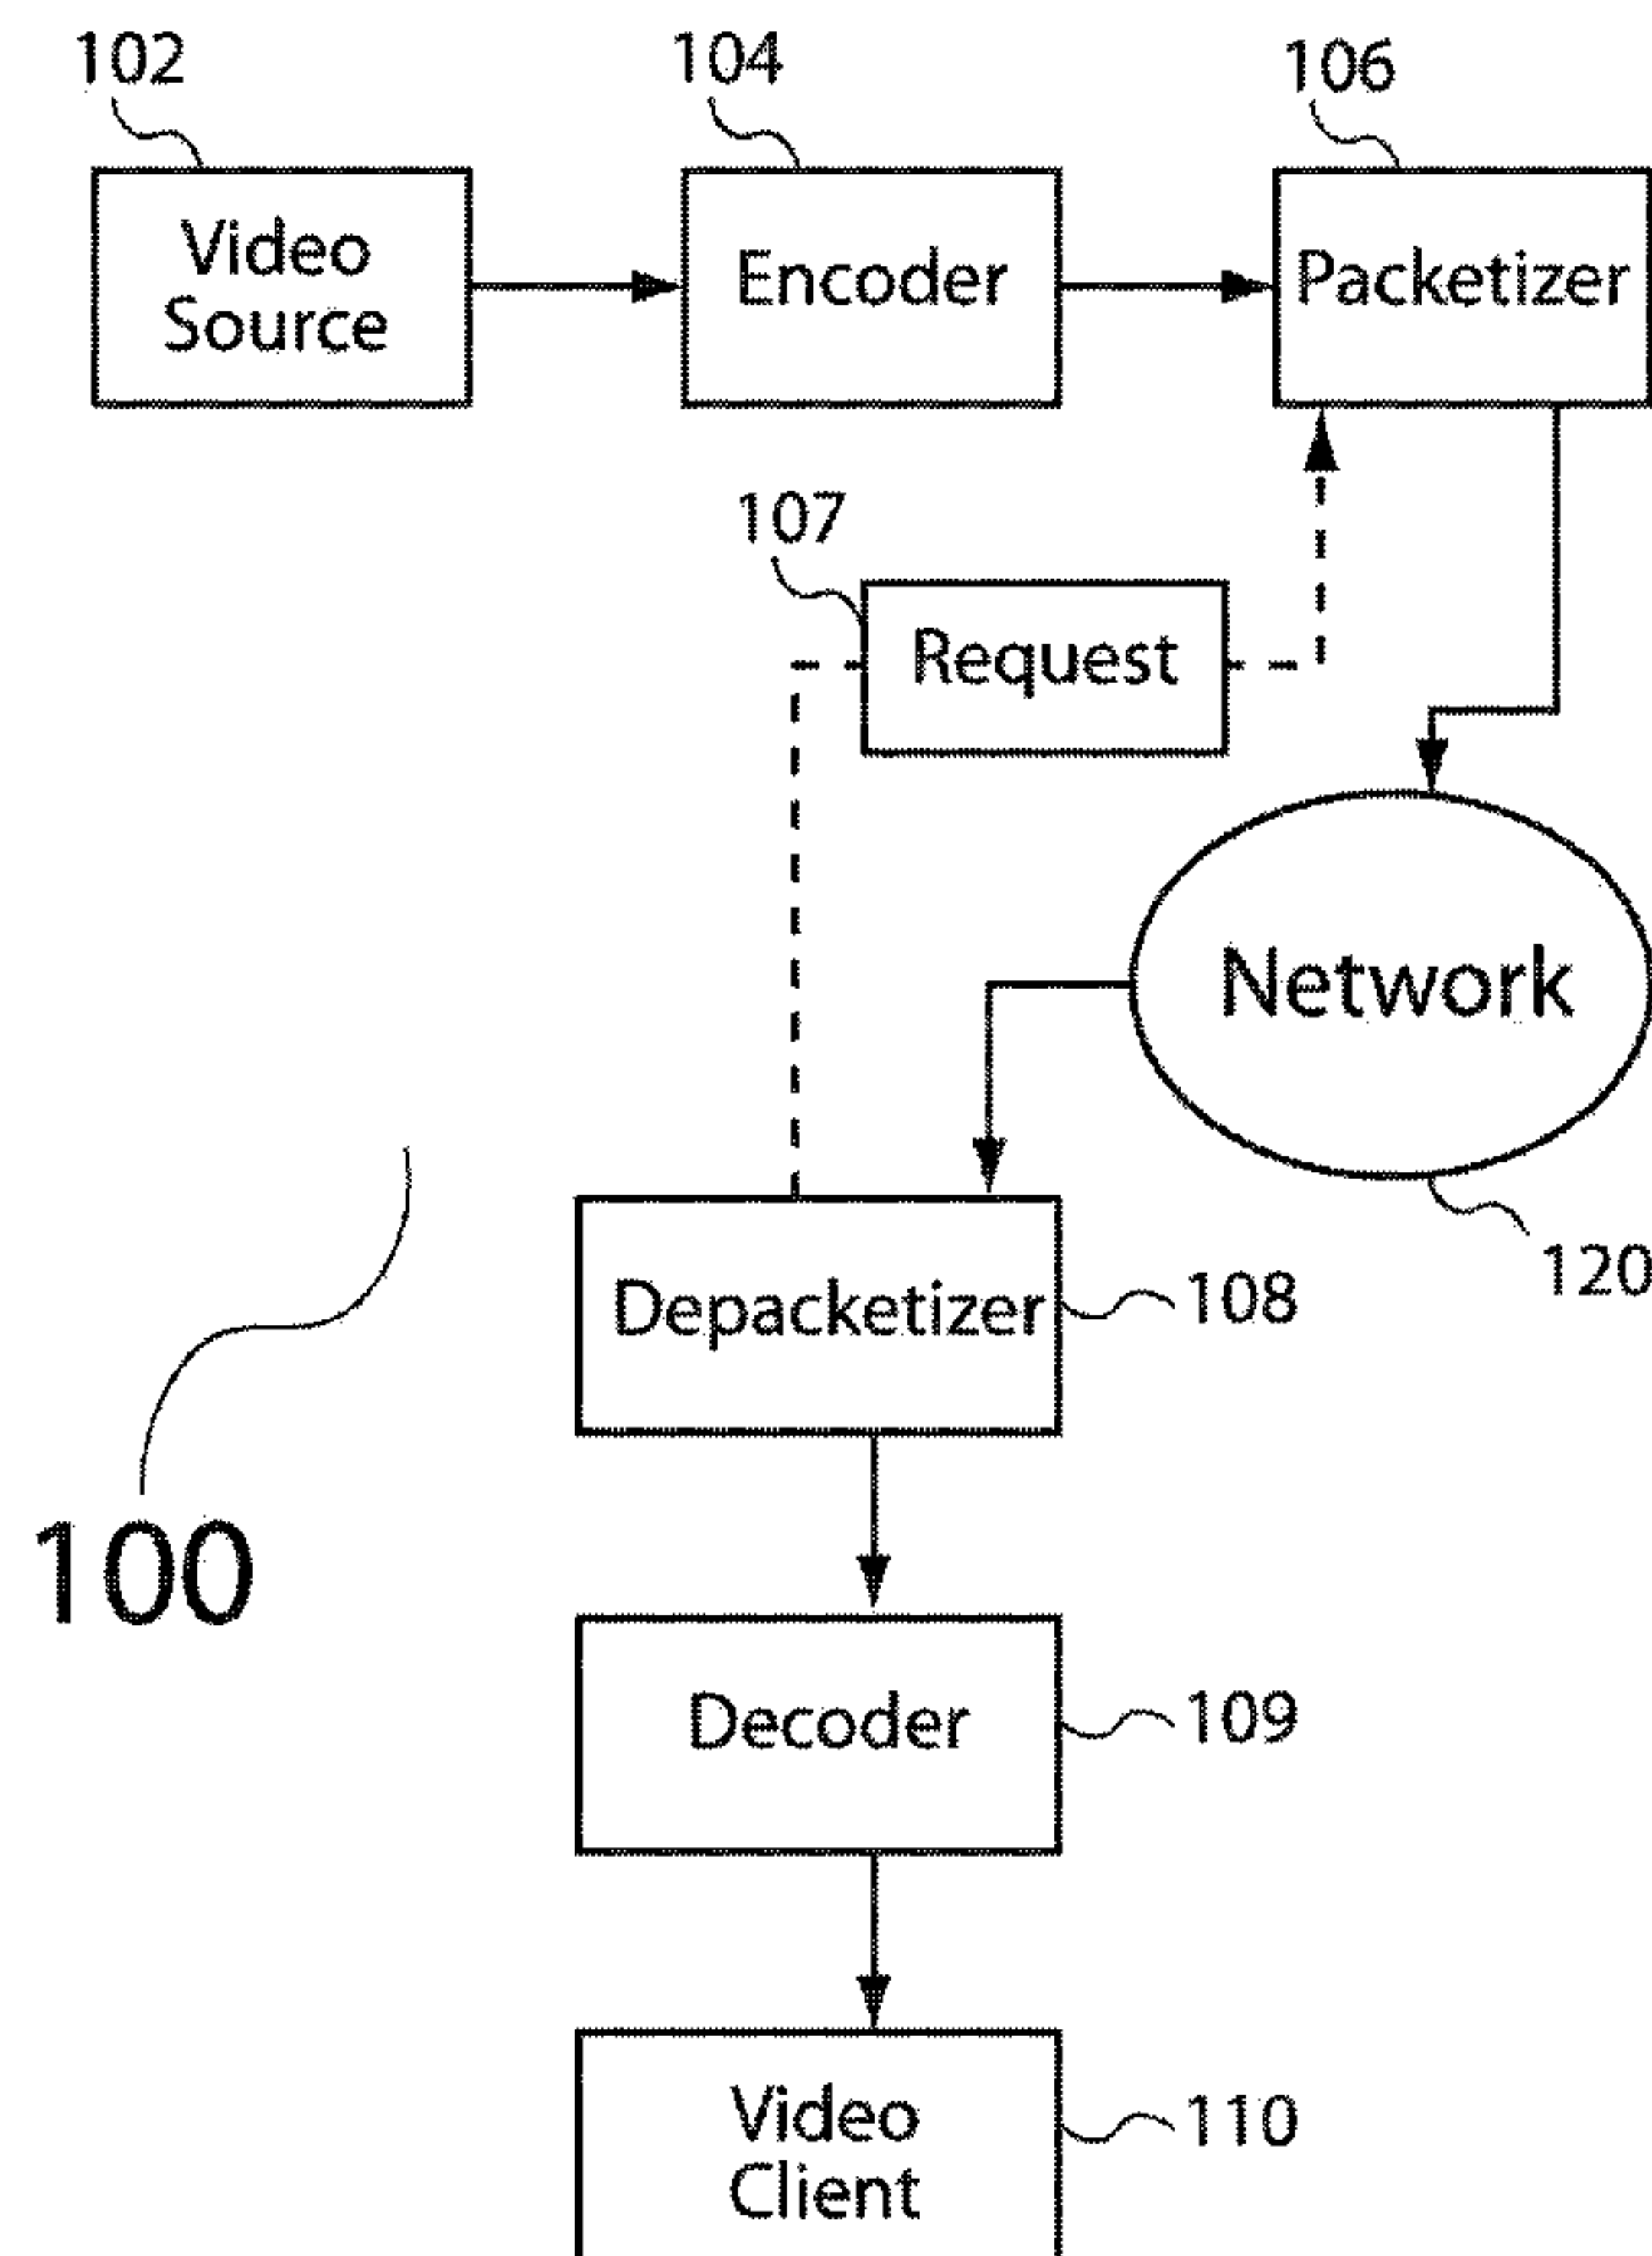 102
104
106
Video
Source
Encoder
Packetizer
107
Request
Network
120
Depacketizer
108
100
Decoder
109
Video
Client
110